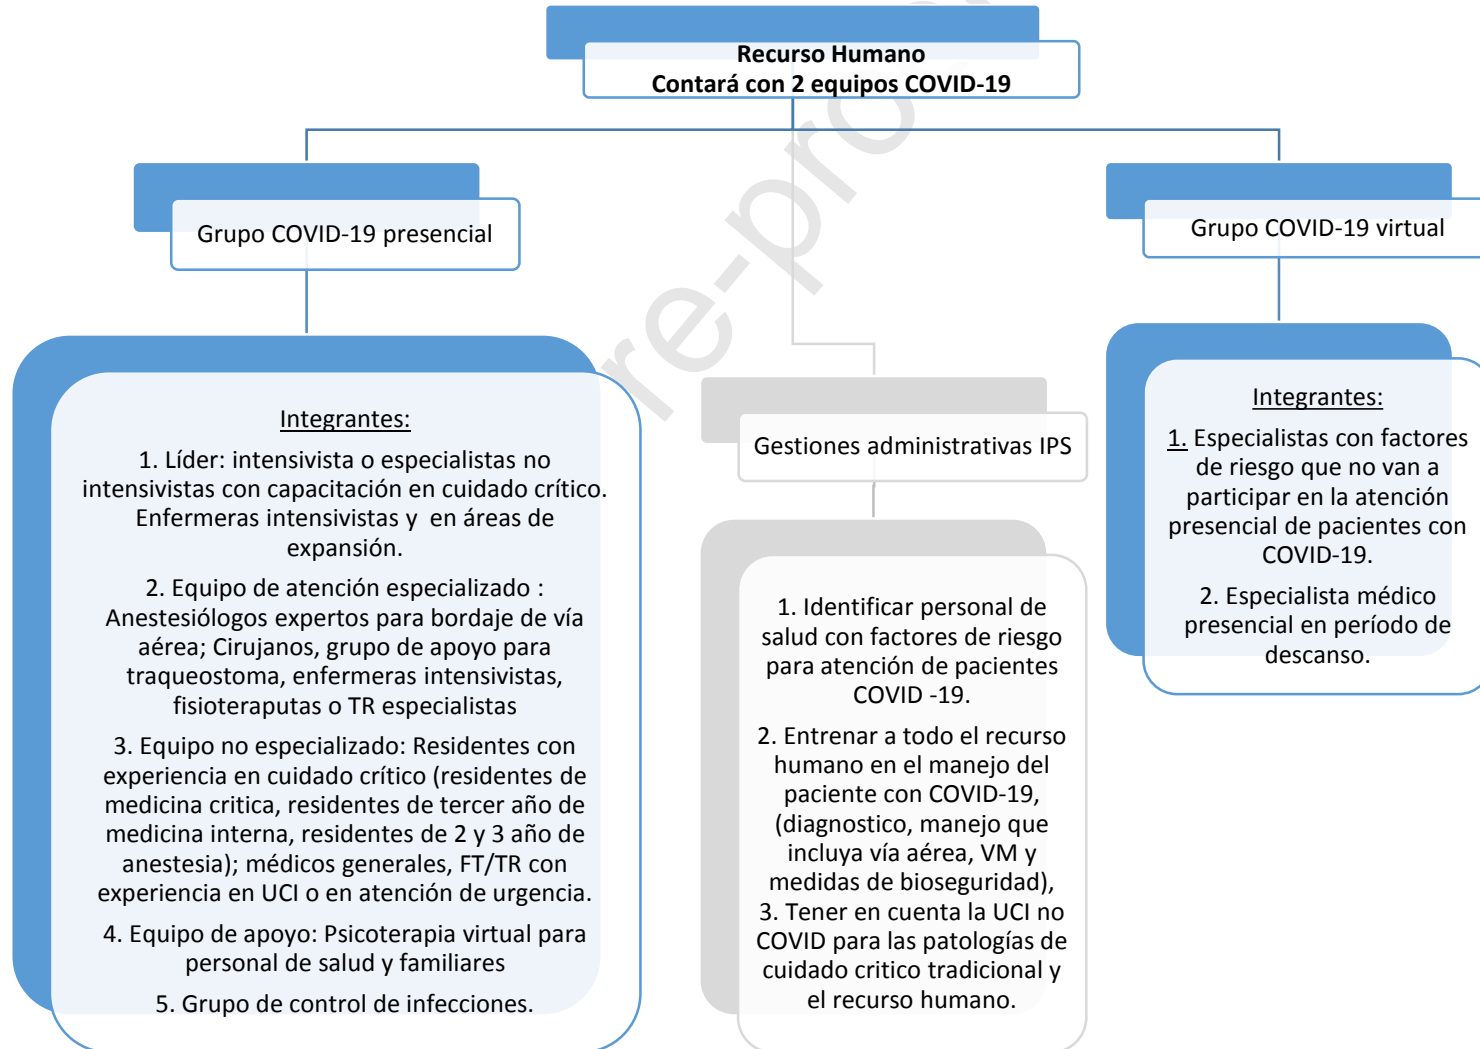 Recurso Humano
Contará con 2 equipos COVID-19
Grupo COVID-19 presencial
Integrantes:
1. Líder: intensivista o especialistas no
intensivistas con capacitación en cuidado crítico.
Enfermeras intensivistas y en áreas de
expansión.
2. Equipo de atención especializado :
Anestesiólogos expertos para bordaje de vía
aérea; Cirujanos, grupo de apoyo para
traqueostoma, enfermeras intensivistas,
fisioteraputas o TR especialistas
3. Equipo no especializado: Residentes con
experiencia en cuidado crítico (residentes de
medicina critica, residentes de tercer año de
medicina interna, residentes de 2 y 3 año de
anestesia); médicos generales, FT/TR con
experiencia en UCI o en atención de urgencia.
4. Equipo de apoyo: Psicoterapia virtual para
personal de salud y familiares
5. Grupo de control de infecciones.
Gestiones administrativas IPS
1. Identificar personal de
salud con factores de riesgo
para atención de pacientes
COVID -19.
2. Entrenar a todo el recurso
humano en el manejo del
paciente con COVID-19,
(diagnostico, manejo que
incluya vía aérea, VM y
medidas de bioseguridad),
3. Tener en cuenta la UCI no
COVID para las patologías de
cuidado critico tradicional y
el recurso humano.
Grupo COVID-19 virtual
Integrantes:
1. Especialistas con factores
de riesgo que no van a
participar en la atención
presencial de pacientes con
COVID-19.
2. Especialista médico
presencial en período de
descanso.
re-pro